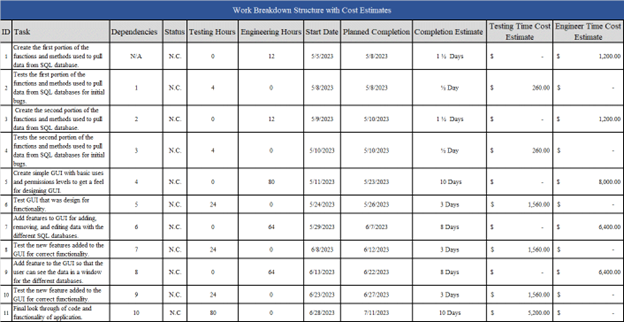 Work Breakdown Structure with Cost Estimates
ID Task Dependencies Status Testing Hours Engineering Hours Start Date Planned Completion Completion Estimate Testing Time Cost Estimate Engineer Time Cost Estimate
1 Create the first portion of the functions and methods used to pull data from SQL database. N/A N.C. 0 12 5/5/2023 5/8/2023 1 ½ Days $ - $ 1,200.00
2 Tests the first portion of the functions and methods used to pull data from SQL databases for initial bugs. 1 N.C. 4 0 5/8/2023 5/8/2023 ½ Day $ 260.00 $ -
3 Create the second portion of the functions and methods used to pull data from SQL database. 2 N.C. 0 12 5/9/2023 5/10/2023 1 ½ Days $ - $ 1,200.00
4 Tests the second portion of the functions and methods used to pull data from SQL databases for initial bugs. 3 N.C. 4 0 5/10/2023 5/10/2023 ½ Day $ 260.00 $ -
5 Create simple GUI with basic uses and permissions levels to get a feel for designing GUI. 4 N.C. 0 80 5/11/2023 5/23/2023 10 Days $ - $ 8,000.00
6 Test GUI that was design for functionality. 5 N.C. 24 0 5/24/2023 5/26/2023 3 Days $ 1,560.00 $ -
7 Add features to GUI for adding, removing, and editing data with the different SQL databases. 6 N.C. 0 64 5/29/2023 6/7/2023 8 Days $ - $ 6,400.00
8 Test the new features added to the GUI for correct functionality. 7 N.C. 24 0 6/8/2023 6/12/2023 3 Days $ 1,560.00 $ -
9 Add feature to the GUI so that the user can see the data in a window for the different databases. 8 N.C. 0 64 6/13/2023 6/22/2023 8 Days $ - $ 6,400.00
10 Test the new feature added to the GUI for correct functionality. 9 N.C. 24 0 6/23/2023 6/27/2023 3 Days $ 1,560.00 $ -
11 Final look through of code and functionality of application. 10 N.C 80 0 6/28/2023 7/11/2023 10 Days $ 5,200.00 $ -